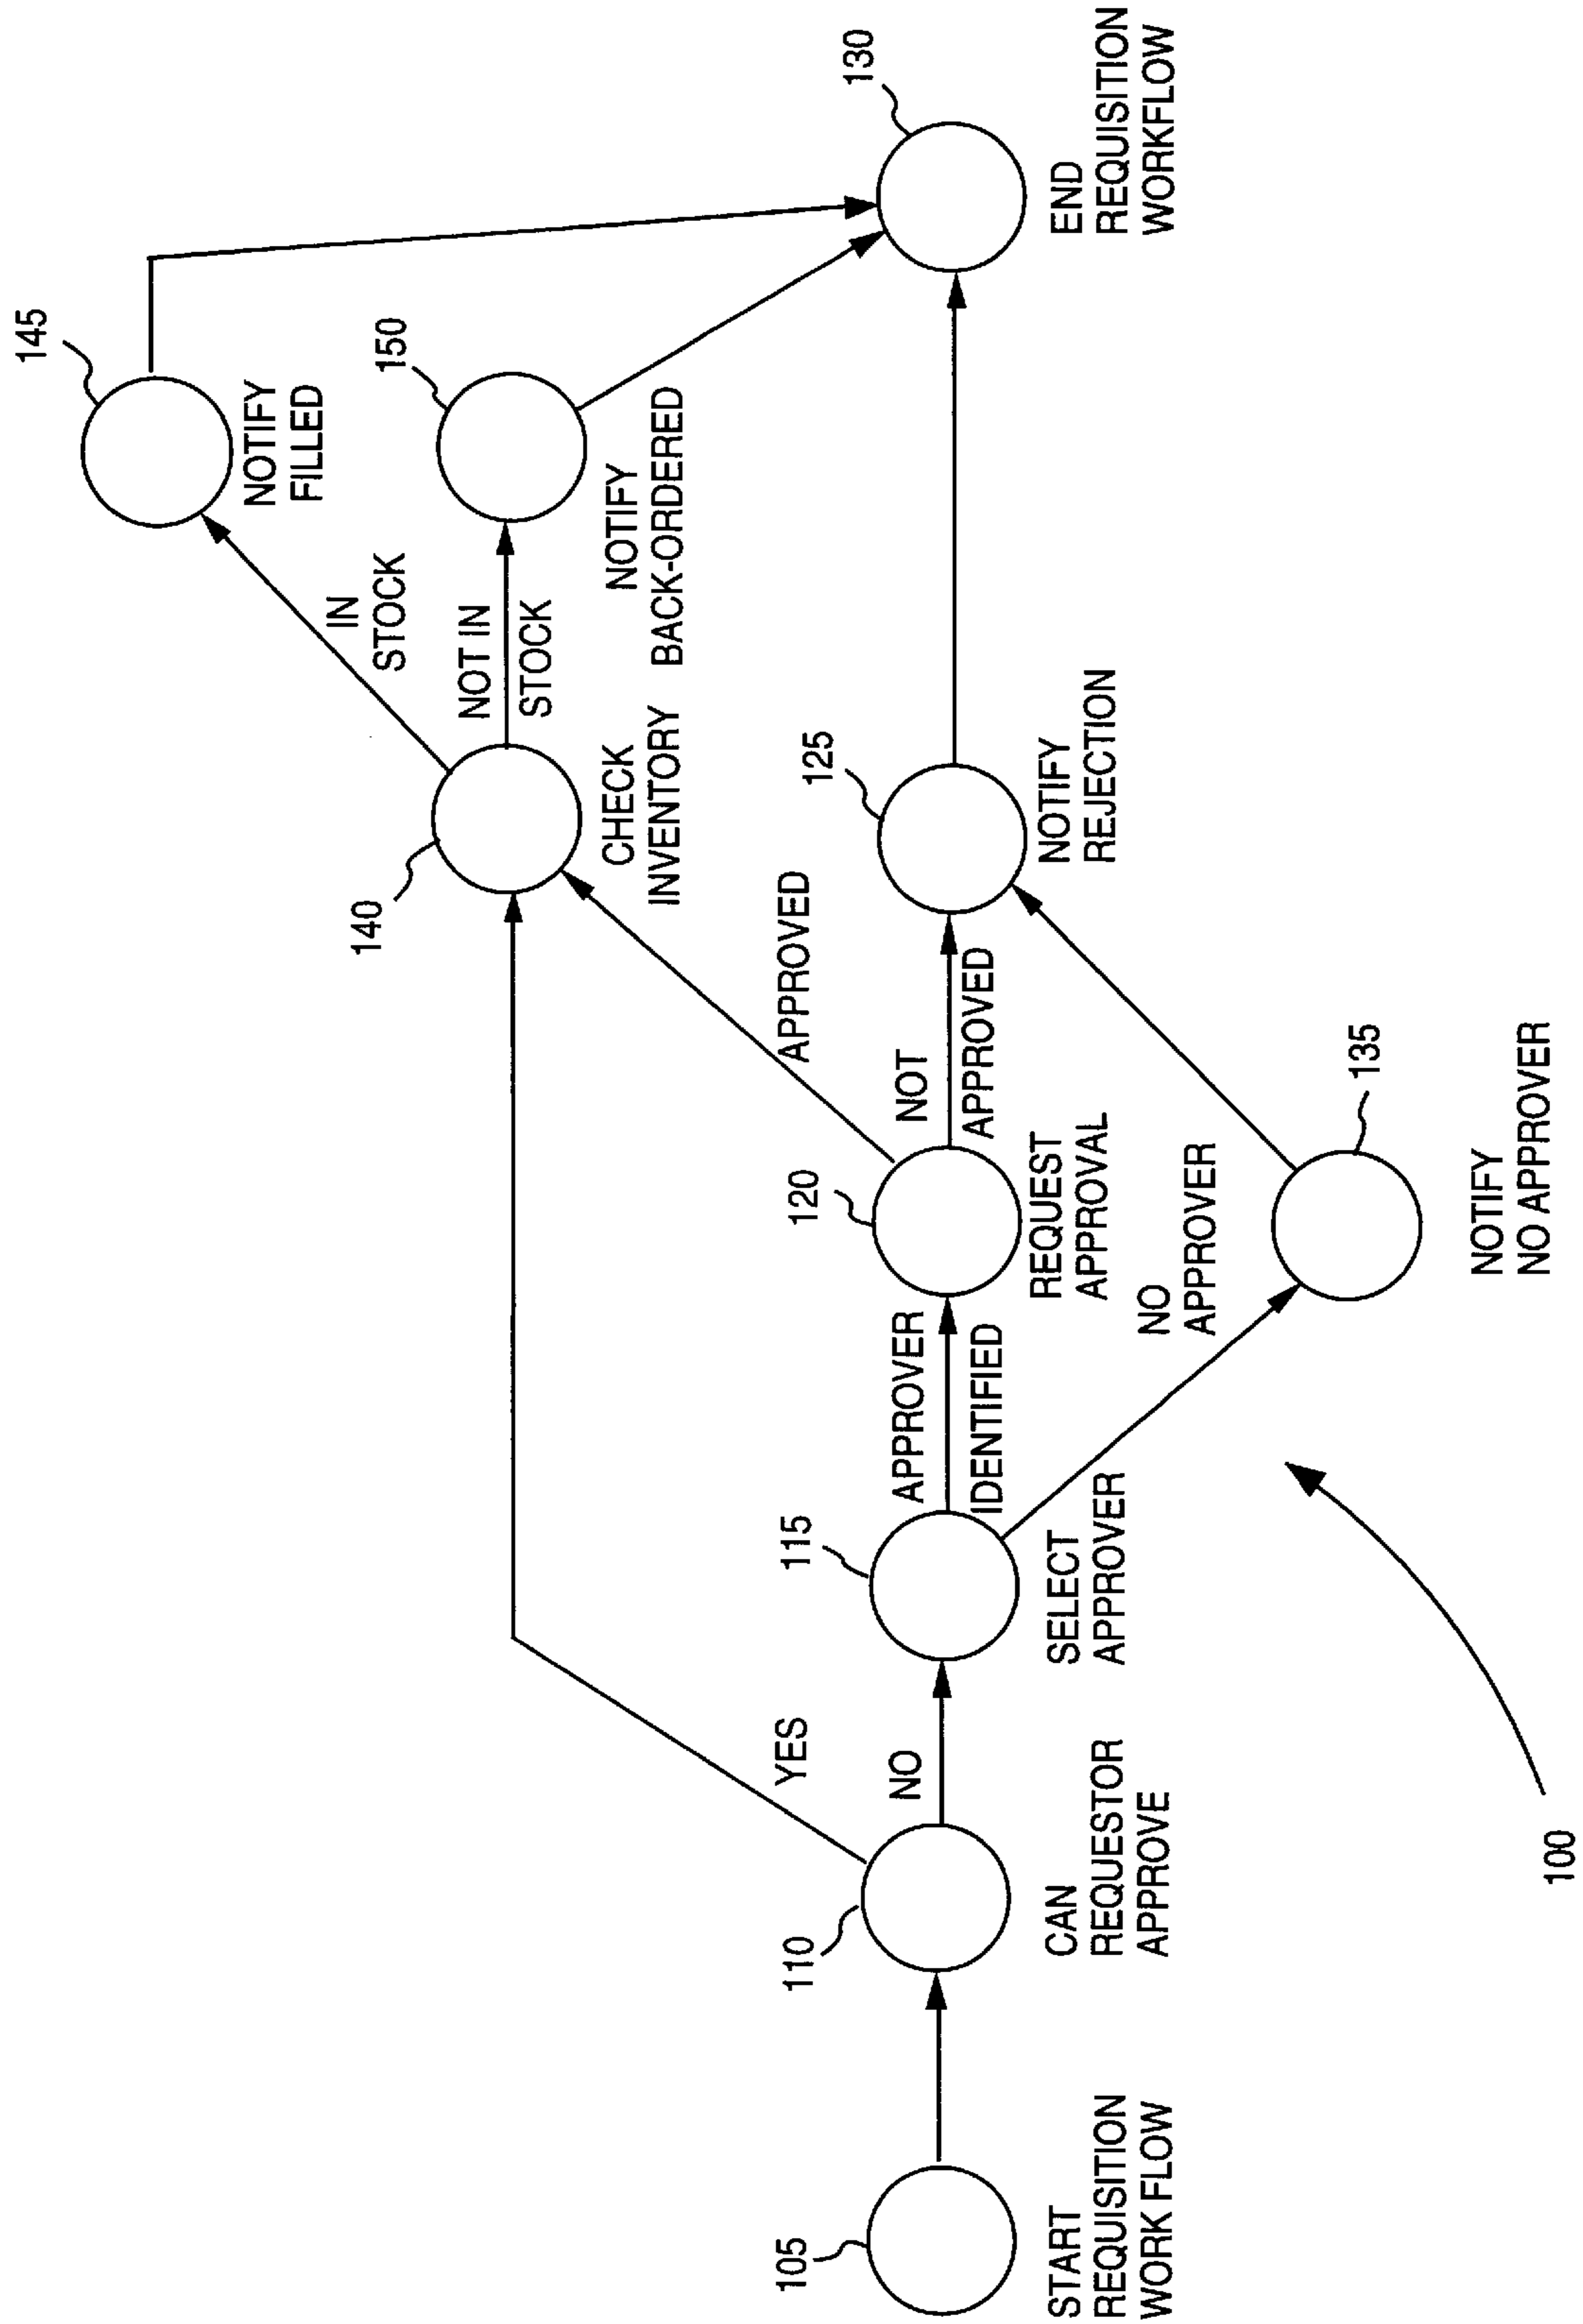 145
NOTIFY
FILLED
130
END
REQUISITION
WORKFLOW
IN
STOCK
150
NOTIFY
BACK-ORDERED
NOT IN
STOCK
140
CHECK
INVENTORY
125
NOTIFY
REJECTION
APPROVED
NOT
APPROVED
120
REQUEST
APPROVAL
135
NOTIFY
NO APPROVER
NO
APPROVER
APPROVER
IDENTIFIED
115
SELECT
APPROVER
YES
NO
110
CAN
REQUESTOR
APPROVE
105
START
REQUISITION
WORK FLOW
100